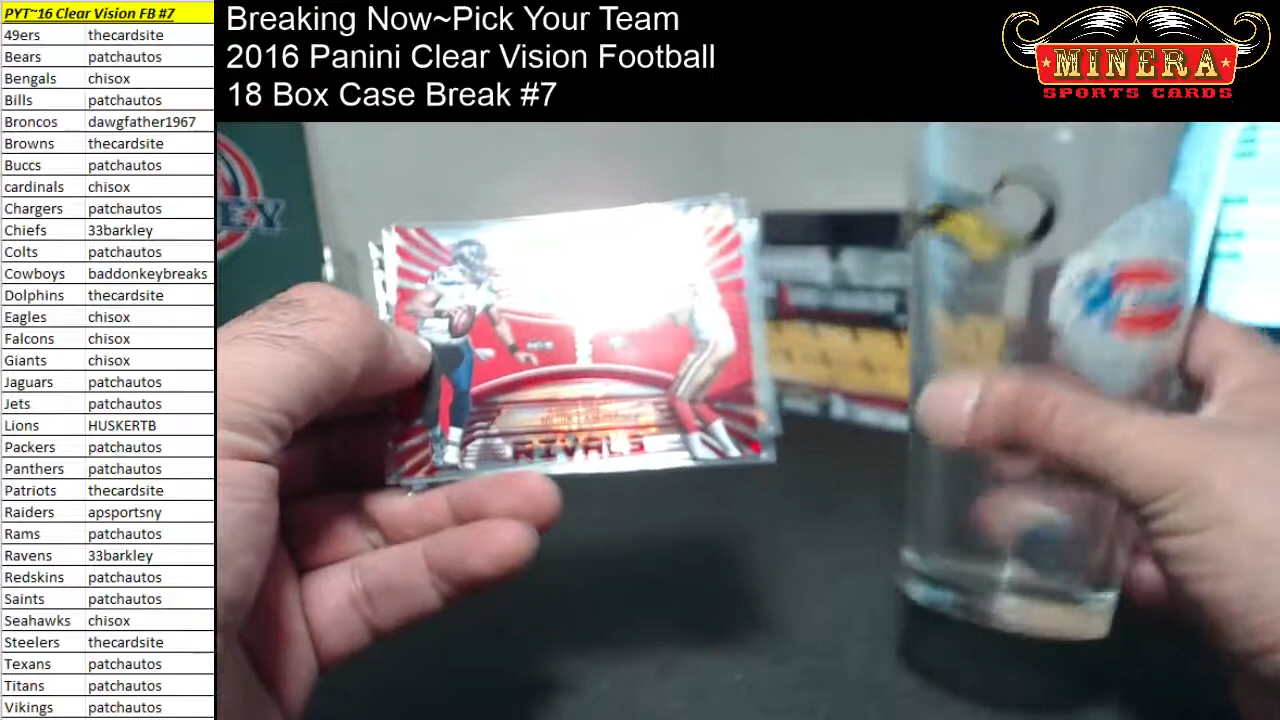 PYT~16 Clear Vision FB #7
49ers thecardsite
Bears patchautos
Bengals chisox
Bills patchautos
Broncos dawgfather1967
Browns thecardsite
Buccs patchautos
cardinals chisox
Chargers patchautos
Chiefs 33barkley
Colts patchautos
Cowboys baddonkeybreaks
Dolphins thecardsite
Eagles chisox
Falcons chisox
Giants chisox
Jaguars patchautos
Jets patchautos
Lions HUSKERTB
Packers patchautos
Panthers patchautos
Patriots thecardsite
Raiders apsportsny
Rams patchautos
Ravens 33barkley
Redskins patchautos
Saints patchautos
Seahawks chisox
Steelers thecardsite
Texans patchautos
Titans patchautos
Vikings patchautos
Breaking Now~Pick Your Team
2016 Panini Clear Vision Football
18 Box Case Break #7
MINERA
SPORTS CARDS
RIVALS